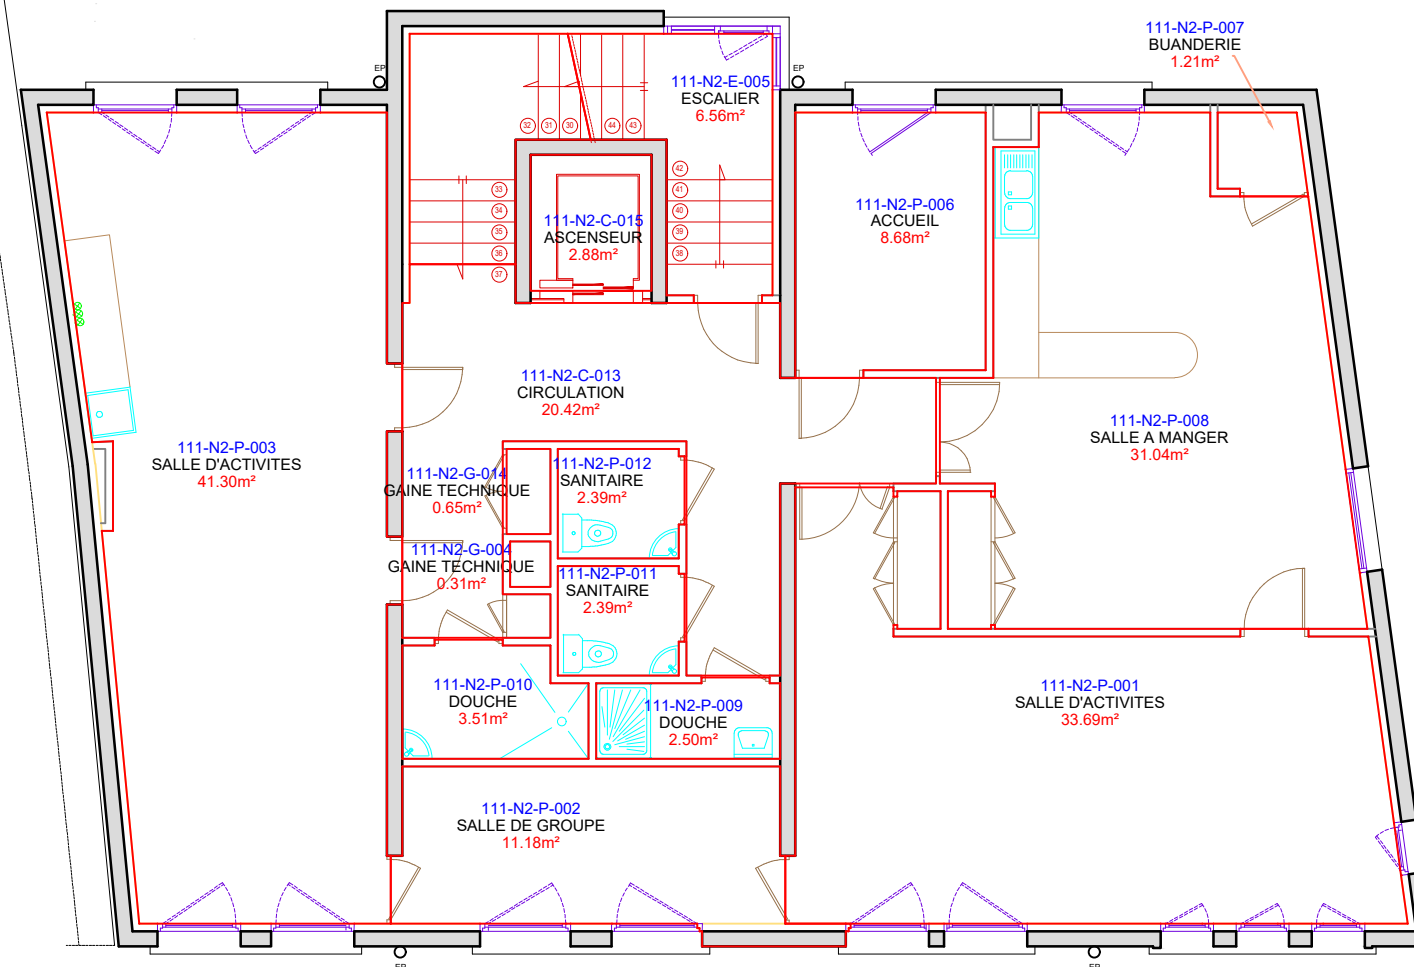 111-N2-P-007
BUANDERIE
1.21m²
EP
EP
111-N2-E-005
ESCALIER
6.56m²
32
31
30
44
43
42
41
40
39
38
33
34
35
36
37
111-N2-C-015
ASCENSEUR
2.88m²
111-N2-P-006
ACCUEIL
8.68m²
111-N2-C-013
CIRCULATION
20.42m²
111-N2-P-008
SALLE A MANGER
31.04m²
111-N2-P-003
SALLE D'ACTIVITES
41.30m²
111-N2-G-014
GAINE TECHNIQUE
0.65m²
111-N2-P-012
SANITAIRE
2.39m²
111-N2-G-004
GAINE TECHNIQUE
0.31m²
111-N2-P-011
SANITAIRE
2.39m²
111-N2-P-010
DOUCHE
3.51m²
111-N2-P-009
DOUCHE
2.50m²
111-N2-P-001
SALLE D'ACTIVITES
33.69m²
111-N2-P-002
SALLE DE GROUPE
11.18m²
EP
EP